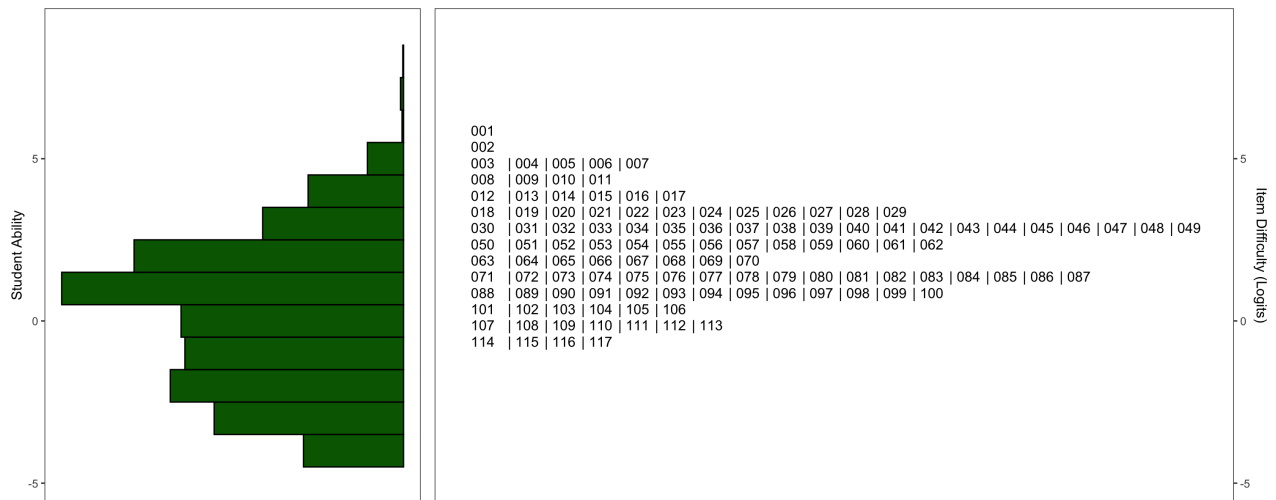 Student Ability
5
0
-5
001
002
003 | 004 | 005 | 006 | 007
008 | 009 | 010 | 011
012 | 013 | 014 | 015 | 016 | 017
018 | 019 | 020 | 021 | 022 | 023 | 024 | 025 | 026 | 027 | 028 | 029
030 | 031 | 032 | 033 | 034 | 035 | 036 | 037 | 038 | 039 | 040 | 041 | 042 | 043 | 044 | 045 | 046 | 047 | 048 | 049
050 | 051 | 052 | 053 | 054 | 055 | 056 | 057 | 058 | 059 | 060 | 061 | 062
063 | 064 | 065 | 066 | 067 | 068 | 069 | 070
071 | 072 | 073 | 074 | 075 | 076 | 077 | 078 | 079 | 080 | 081 | 082 | 083 | 084 | 085 | 086 | 087
088 | 089 | 090 | 091 | 092 | 093 | 094 | 095 | 096 | 097 | 098 | 099 | 100
101 | 102 | 103 | 104 | 105 | 106
107 | 108 | 109 | 110 | 111 | 112 | 113
114 | 115 | 116 | 117
5
0
-5
Item Difficulty (Logits)